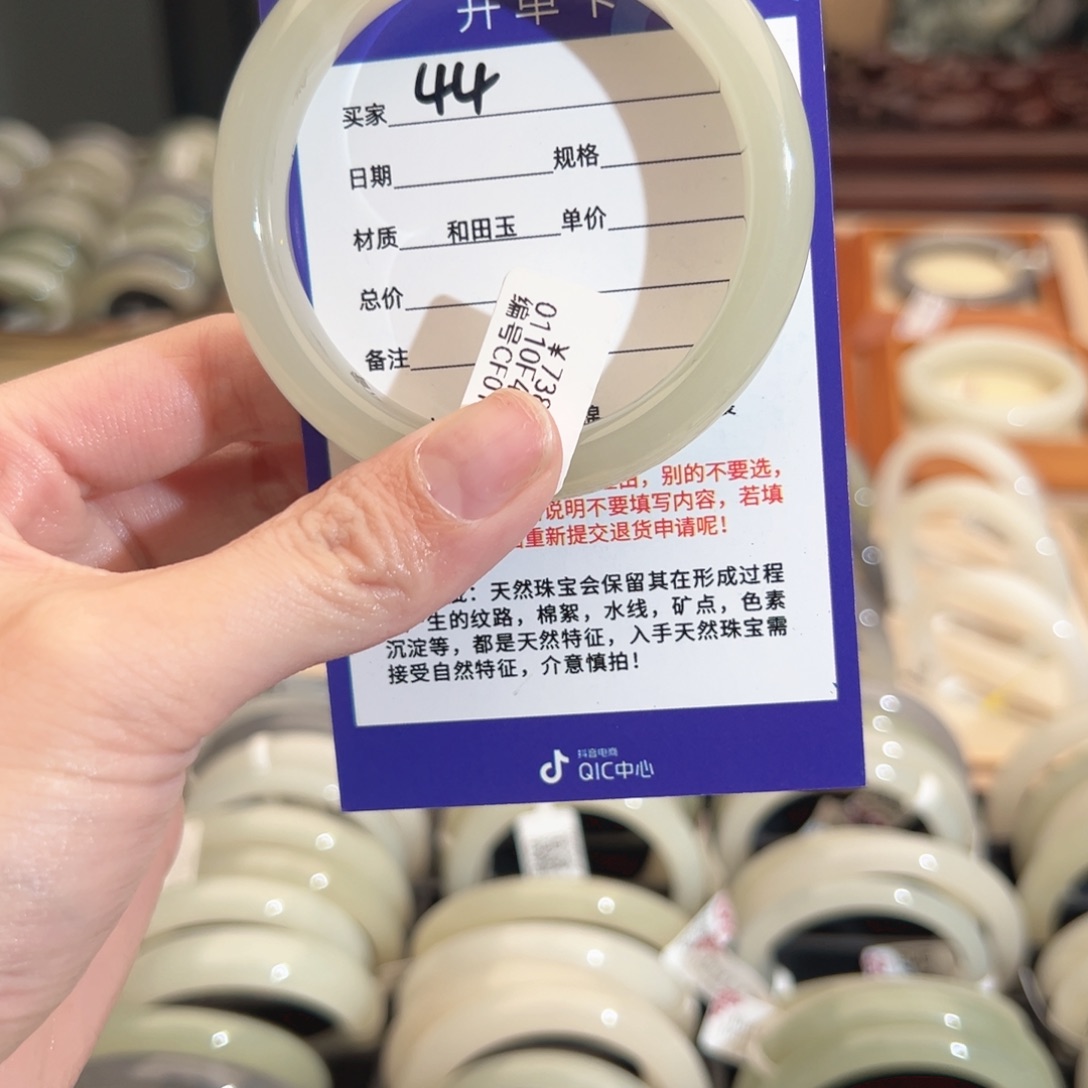 开单卡
买家 44
日期 规格
材质 和田玉 单价
总价
备注
¥738
0110F4
编号CF0
，别的不要选，
说明不要填写内容，若填
重新提交退货申请呢！
：天然珠宝会保留其在形成过程
生的纹路，棉絮，水线，矿点，色素
沉淀等，都是天然特征，入手天然珠宝需
接受自然特征，介意慎拍！
抖音电商
QIC中心